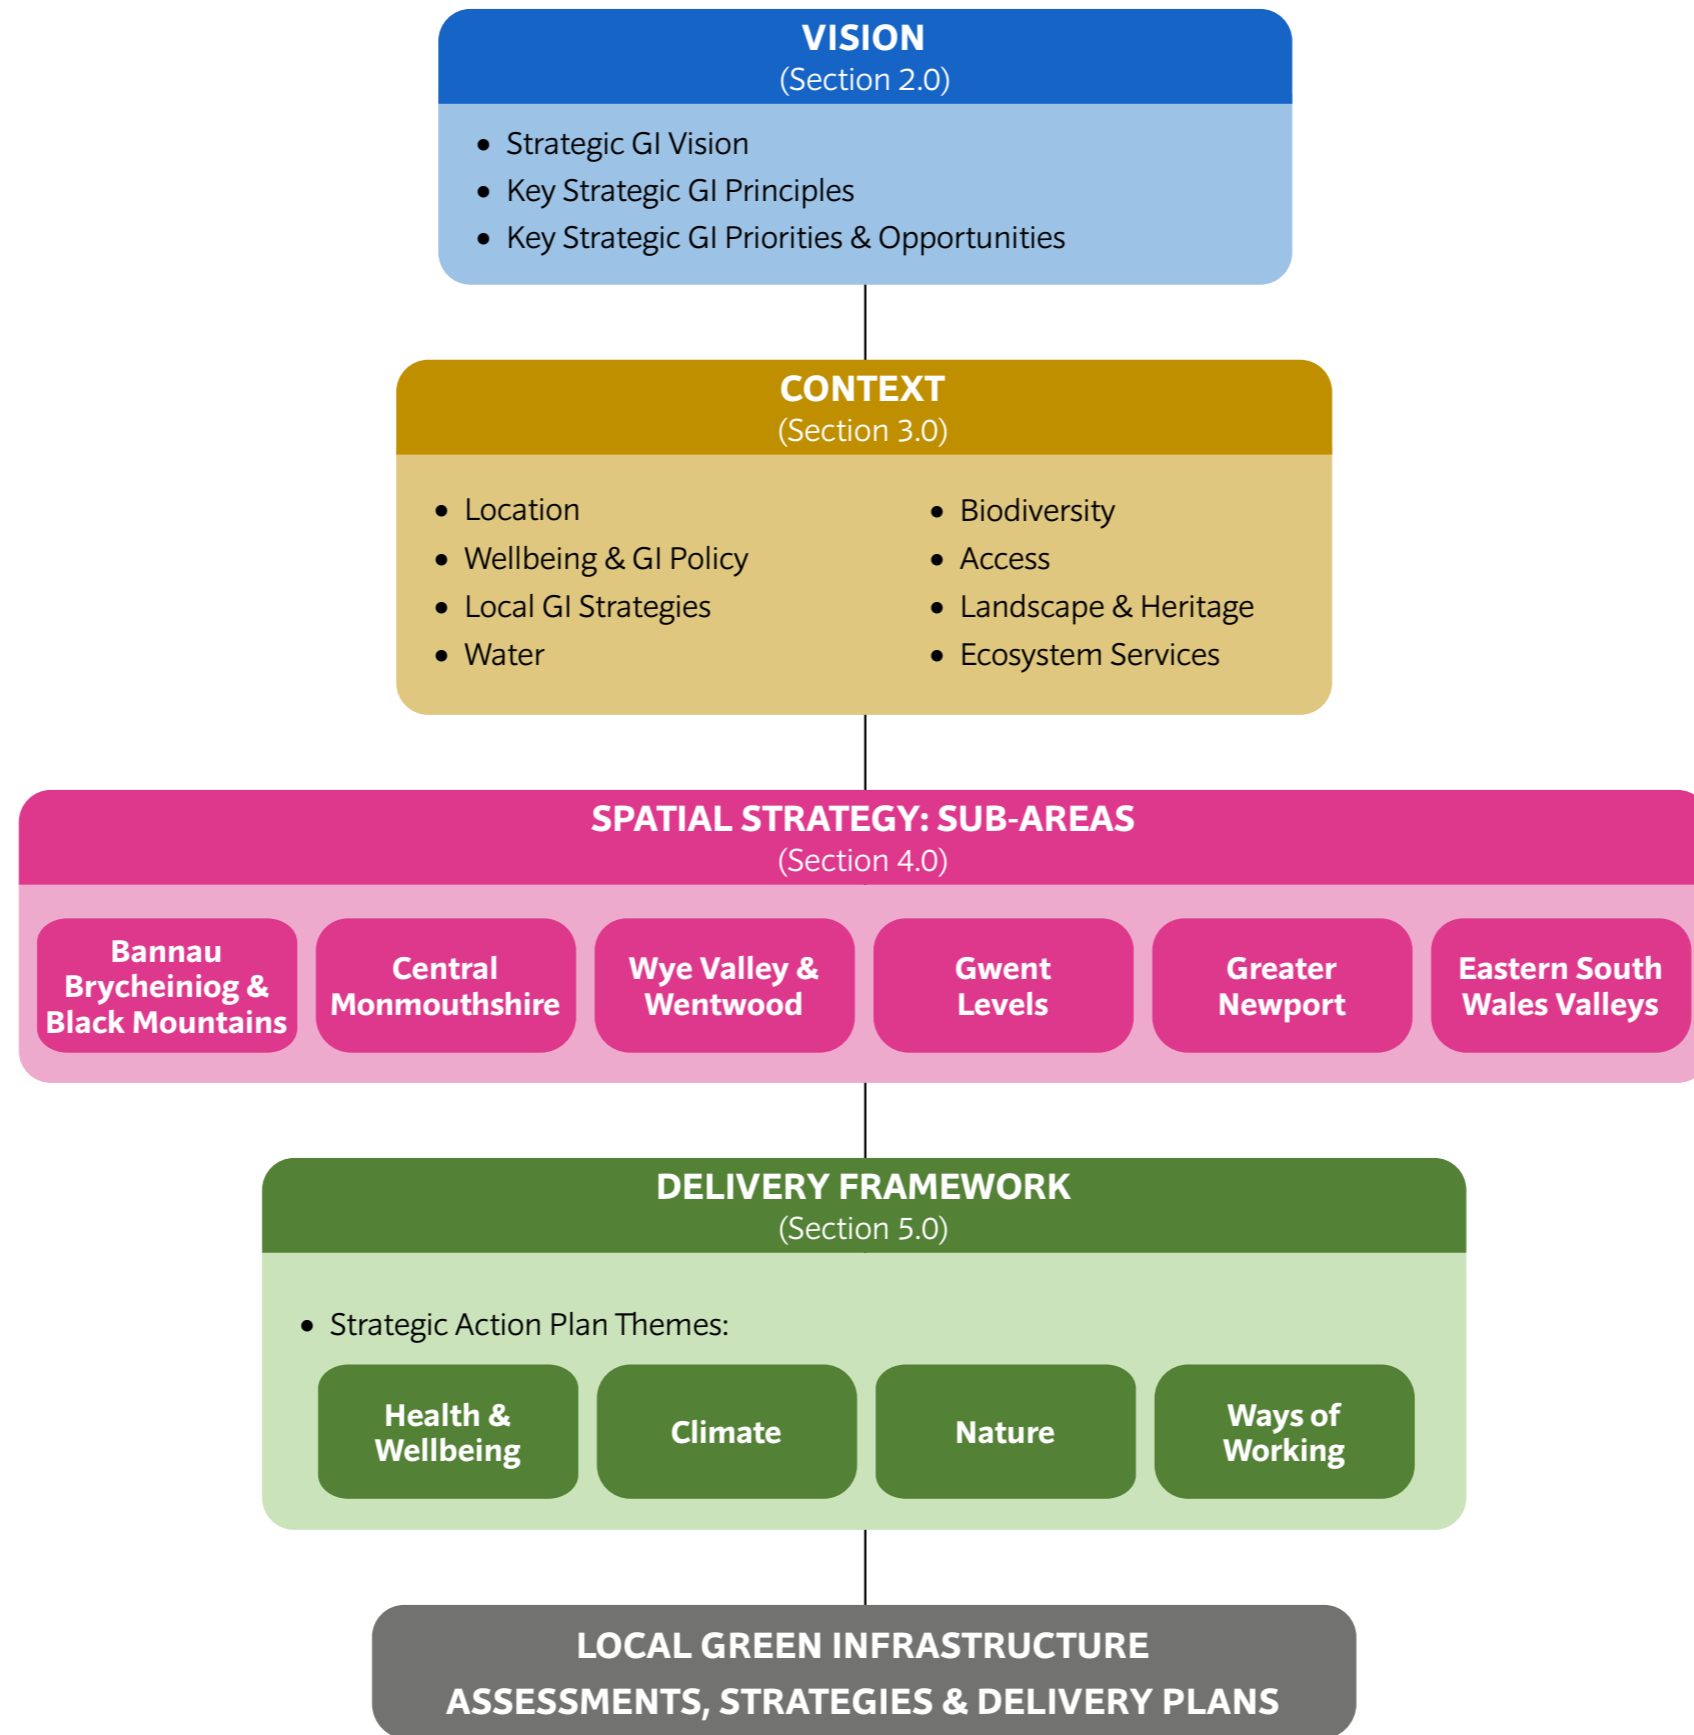 VISION
(Section 2.0)
• Strategic GI Vision
• Key Strategic GI Principles
• Key Strategic GI Priorities & Opportunities
CONTEXT
(Section 3.0)
• Location
• Wellbeing & GI Policy
• Local GI Strategies
• Water
• Biodiversity
• Access
• Landscape & Heritage
• Ecosystem Services
SPATIAL STRATEGY: SUB-AREAS
(Section 4.0)
Bannau
Brycheiniog &
Black Mountains
Central
Monmouthshire
Wye Valley &
Wentwood
Gwent
Levels
Greater
Newport
Eastern South
Wales Valleys
DELIVERY FRAMEWORK
(Section 5.0)
• Strategic Action Plan Themes:
Health &
Wellbeing
Climate
Nature
Ways of
Working
LOCAL GREEN INFRASTRUCTURE
ASSESSMENTS, STRATEGIES & DELIVERY PLANS